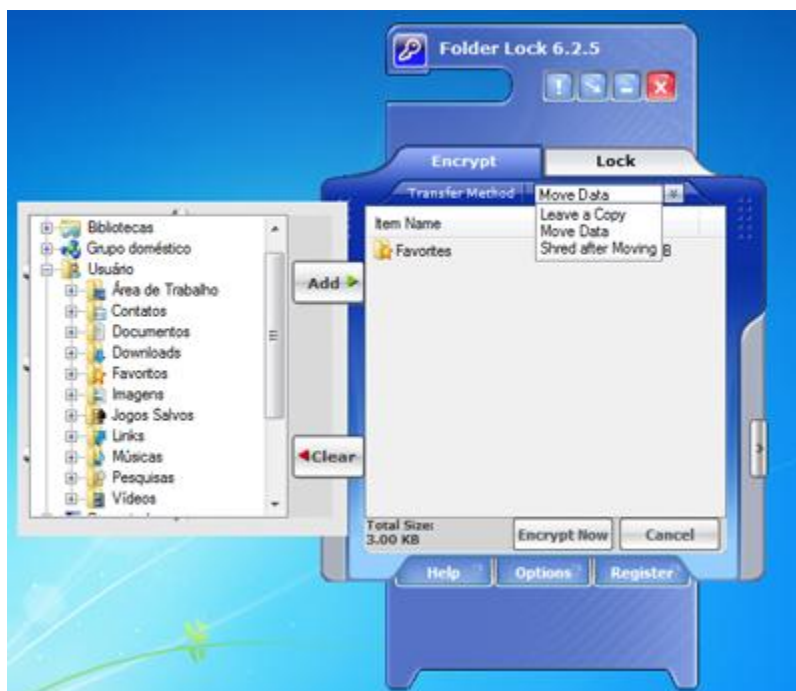 Folder Lock 6.2.5
Encrypt
Lock
Transfer Method
Move Data
Leave a Copy
Move Data
Shred after Moving
Item Name
Favorites
B
Bibliotecas
Grupo doméstico
Usuário
Área de Trabalho
Contatos
Documentos
Downloads
Favoritos
Imagens
Jogos Salvos
Links
Músicas
Pesquisas
Vídeos
Add
Clear
Total Size:
3.00 KB
Encrypt Now
Cancel
Help
Options
Register